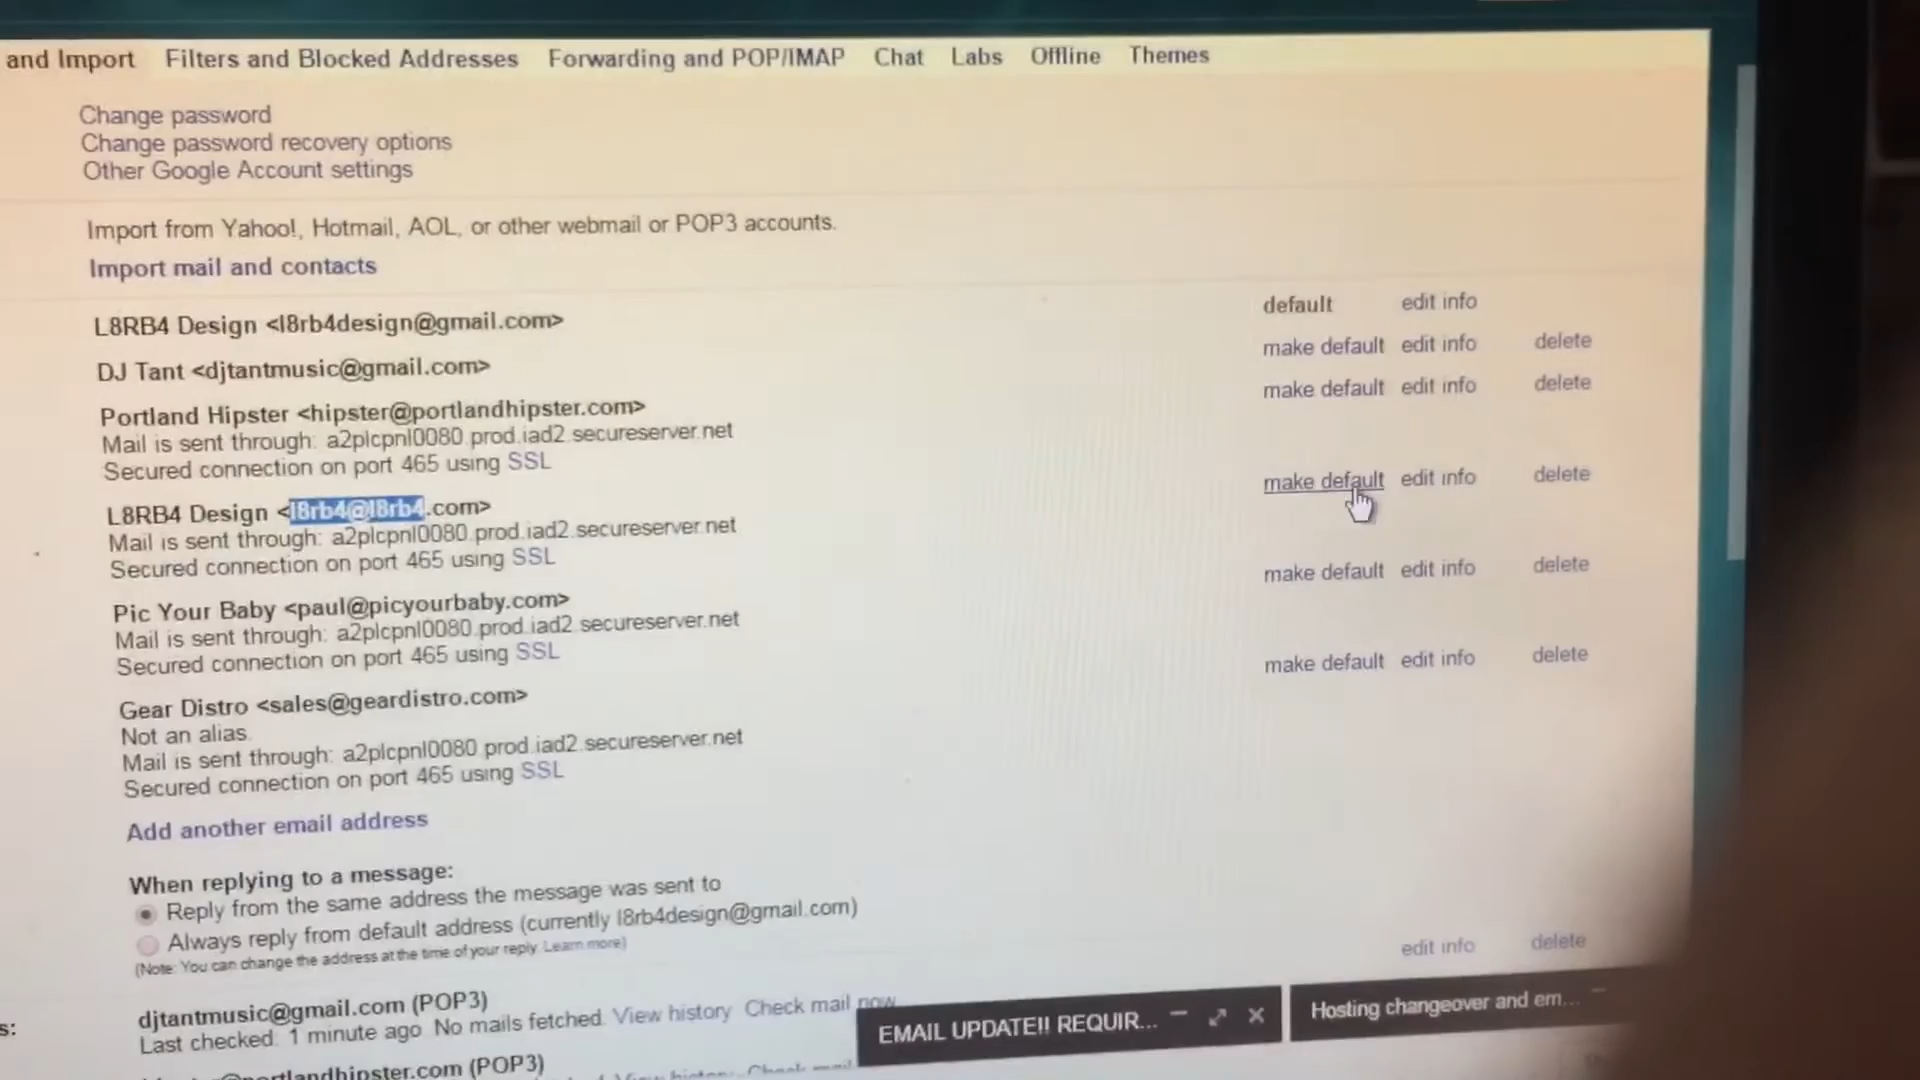 and Import Filters and Blocked Addresses Forwarding and POP/IMAP Chat Labs Offline Themes
Change password
Change password recovery options
Other Google Account settings
Import from Yahoo!, Hotmail, AOL, or other webmail or POP3 accounts.
Import mail and contacts
L8RB4 Design <l8rb4design@gmail.com> default edit info
DJ Tant <djtantmusic@gmail.com> make default edit info delete
Portland Hipster <hipster@portlandhipster.com> make default edit info delete
Mail is sent through: a2plcpnl0080.prod.iad2.secureserver.net
Secured connection on port 465 using SSL
L8RB4 Design <l8rb4@l8rb4.com> make default edit info delete
Mail is sent through: a2plcpnl0080.prod.iad2.secureserver.net
Secured connection on port 465 using SSL
Pic Your Baby <paul@picyourbaby.com> make default edit info delete
Mail is sent through: a2plcpnl0080.prod.iad2.secureserver.net
Secured connection on port 465 using SSL
Gear Distro <sales@geardistro.com> make default edit info delete
Not an alias.
Mail is sent through: a2plcpnl0080.prod.iad2.secureserver.net
Secured connection on port 465 using SSL
Add another email address
When replying to a message:
Reply from the same address the message was sent to
Always reply from default address (currently l8rb4design@gmail.com)
(Note: You can change the address at the time of your reply. Learn more)
djtantmusic@gmail.com (POP3) edit info delete
s: Last checked: 1 minute ago. No mails fetched. View history Check mail now
portlandhipster.com (POP3) View history Check mail
EMAIL UPDATE!! REQUIR... Hosting changeover and em...